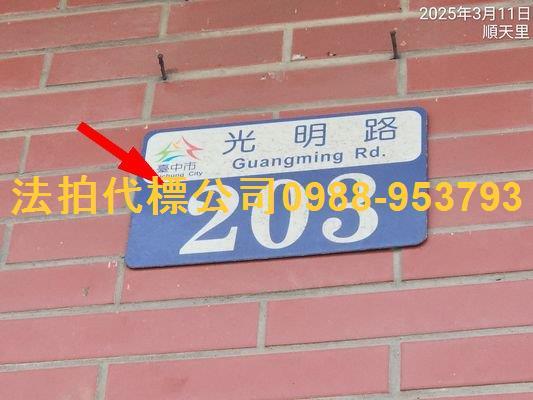 2025年3月11日
順天里
光明路
Guangming Rd.
臺中市
Taichung City
法拍代標公司0988-953793
203